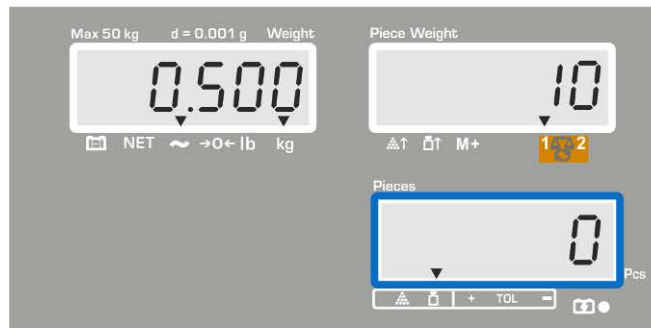 Max 50 kg d = 0.001 g Weight
0.500
NET →0← lb kg
Piece Weight
10
M+
1 2
Pieces
0
Pcs
+ TOL -